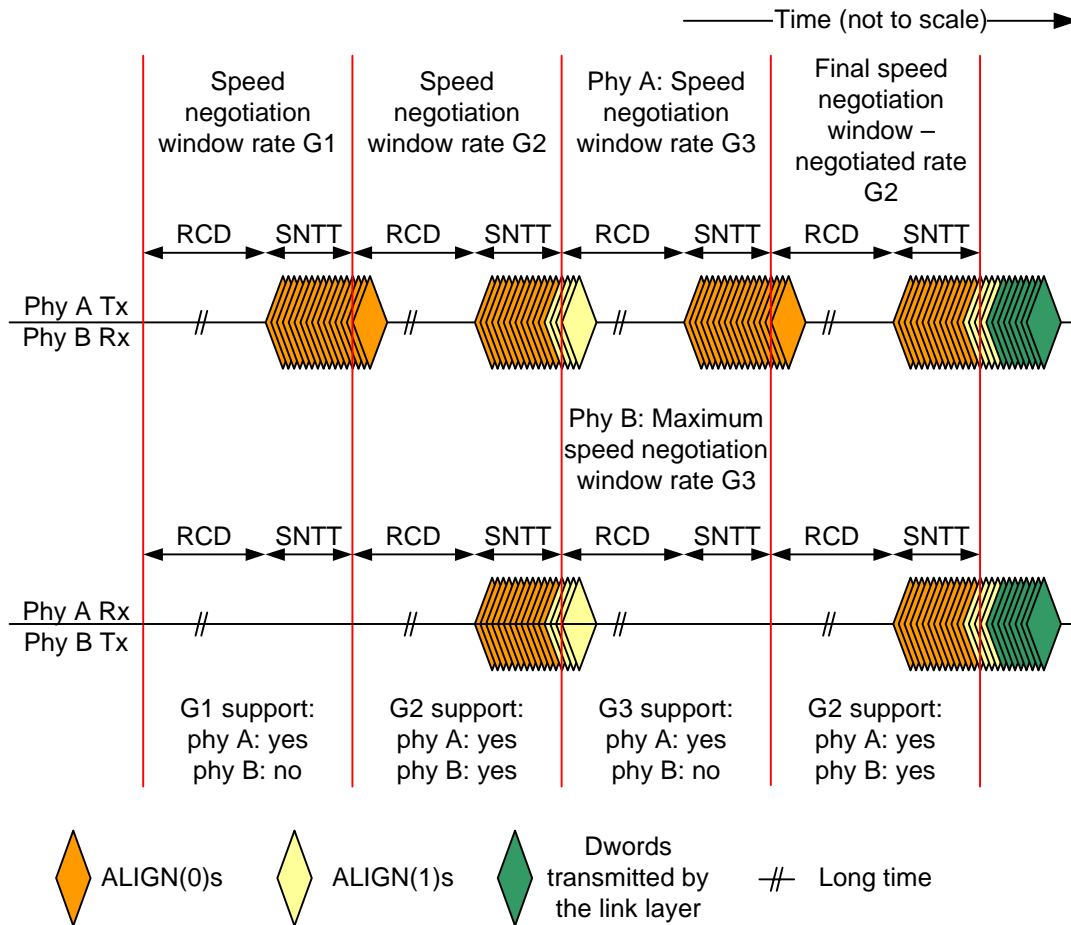 Time (not to scale)
Speed
negotiation
window rate G1
Speed
negotiation
window rate G2
Phy A: Speed
negotiation
window rate G3
Final speed
negotiation
window –
negotiated rate
G2
RCD SNTT RCD SNTT RCD SNTT RCD SNTT
Phy A Tx
Phy B Rx
Phy B: Maximum
speed negotiation
window rate G3
RCD SNTT RCD SNTT RCD SNTT RCD SNTT
Phy A Rx
Phy B Tx
G1 support:
phy A: yes
phy B: no
G2 support:
phy A: yes
phy B: yes
G3 support:
phy A: yes
phy B: no
G2 support:
phy A: yes
phy B: yes
ALIGN(0)s
ALIGN(1)s
Dwords
transmitted by
the link layer
Long time